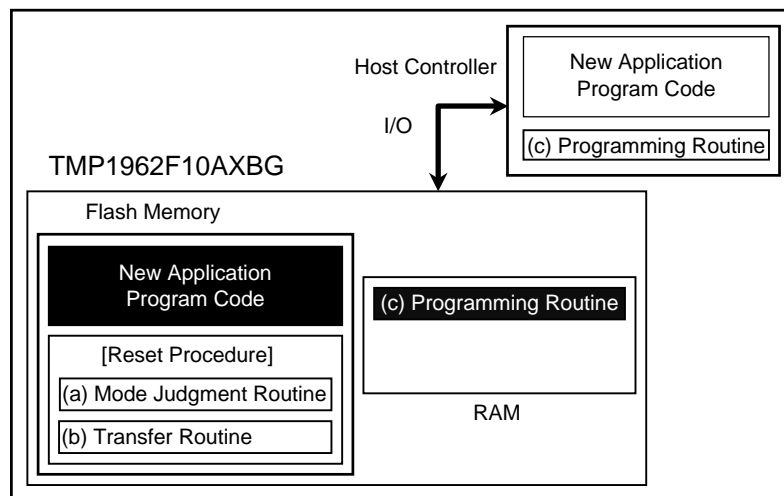 Host Controller
New Application
Program Code
(c) Programming Routine
I/O
TMP1962F10AXBG
Flash Memory
New Application
Program Code
[Reset Procedure]
(a) Mode Judgment Routine
(b) Transfer Routine
(c) Programming Routine
RAM